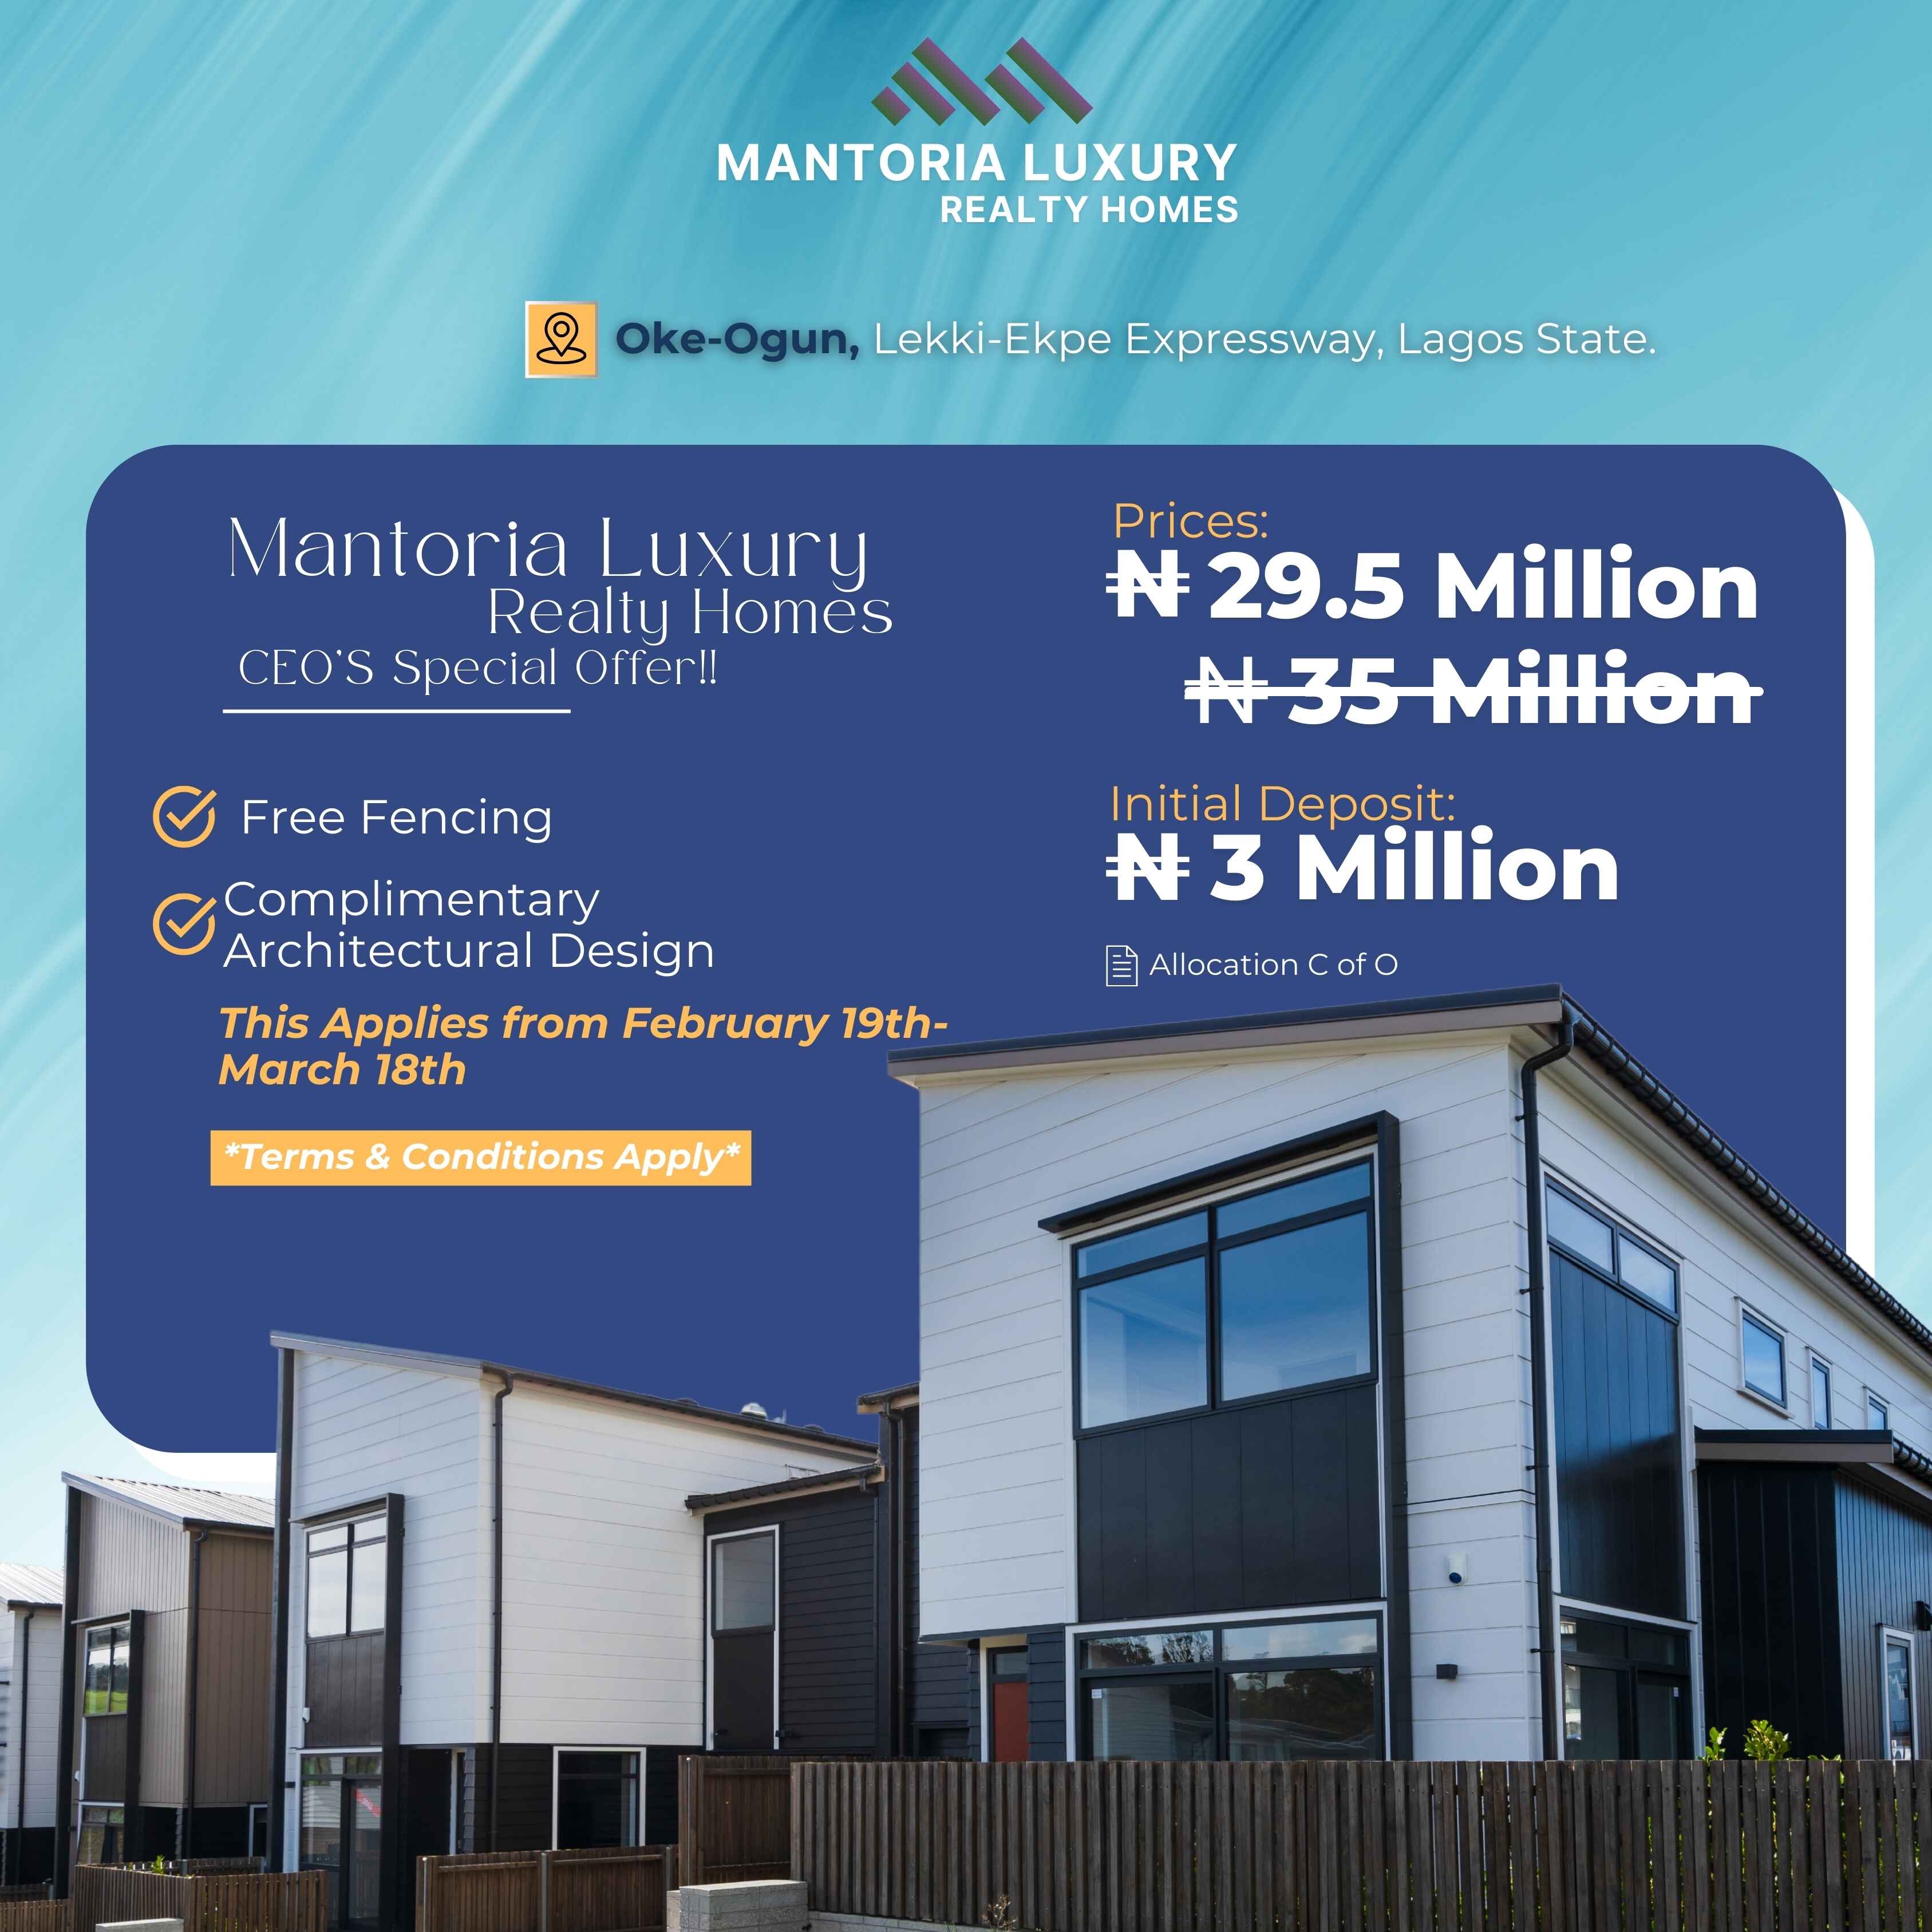 MANTORIA LUXURY
REALTY HOMES
Oke-Ogun, Lekki-Ekpe Expressway, Lagos State.
Mantoria Luxury
Realty Homes
CEO'S Special Offer!!
Free Fencing
Complimentary
Architectural Design
This Applies from February 19th-
March 18th
*Terms & Conditions Apply*
Prices:
₦ 29.5 Million
₦ 35 Million
Initial Deposit:
₦ 3 Million
Allocation C of O